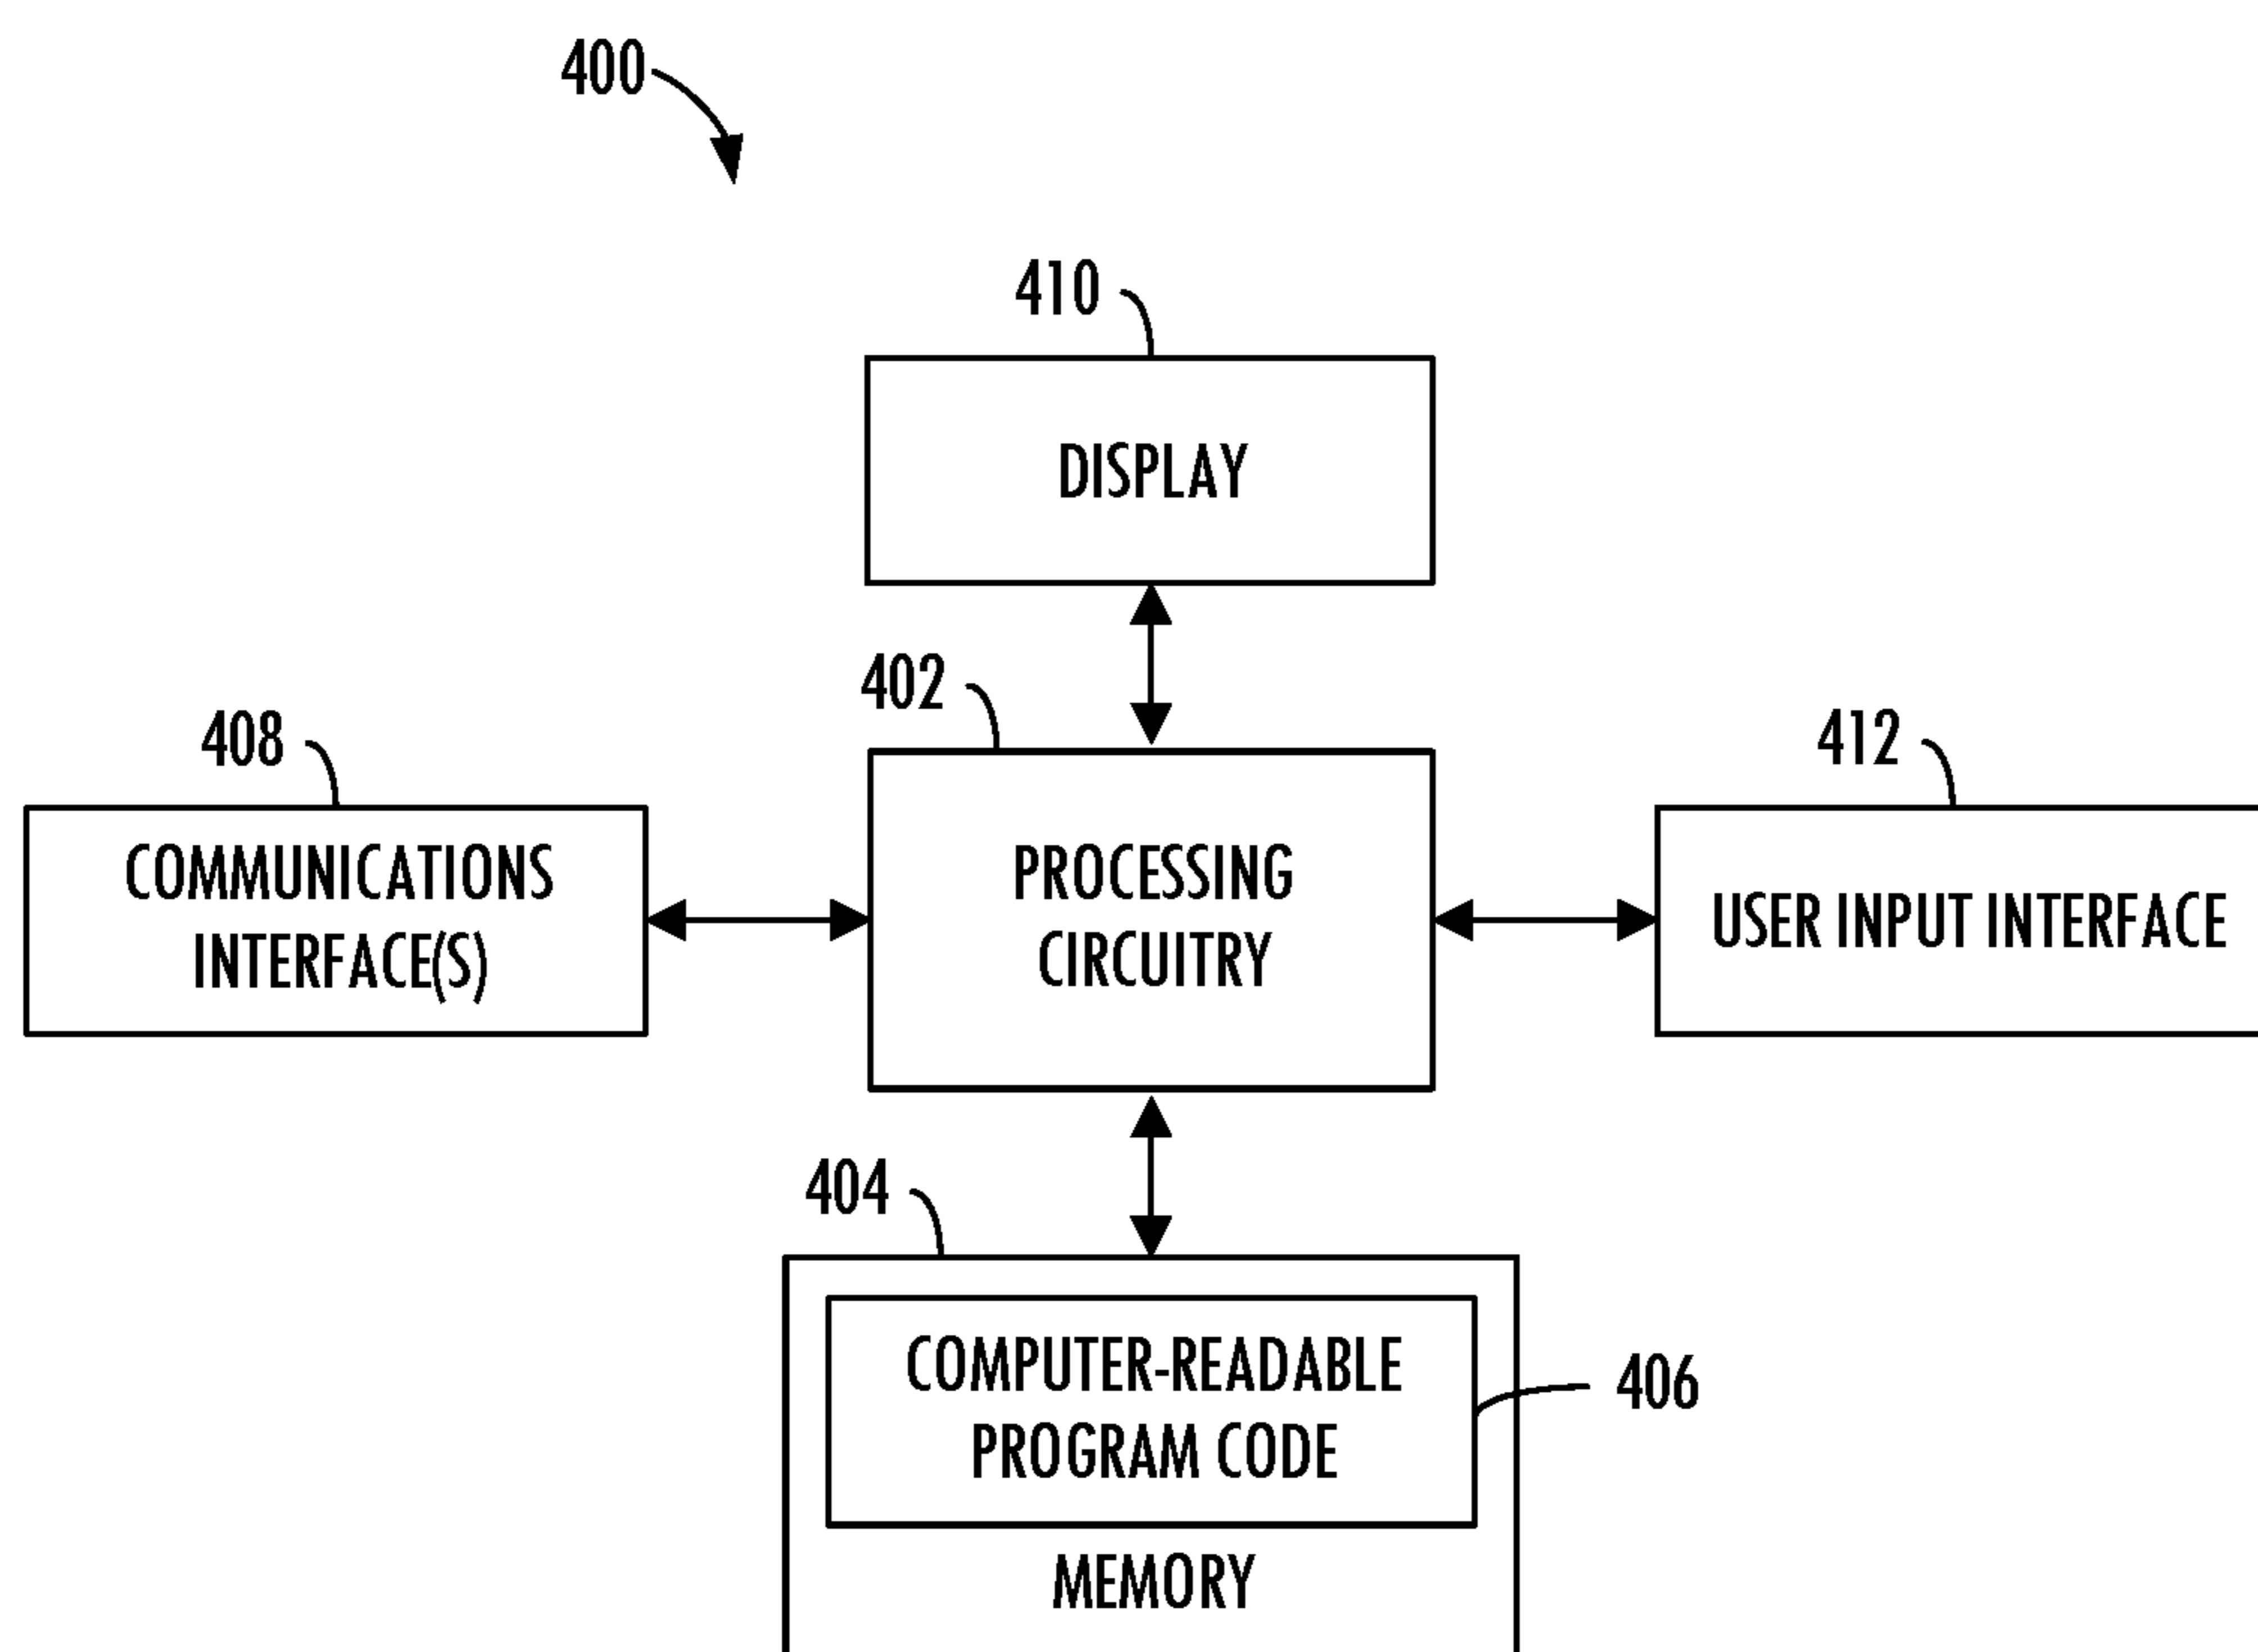 400
410
DISPLAY
402
408
412
COMMUNICATIONS
INTERFACE(S)
PROCESSING
CIRCUITRY
USER INPUT INTERFACE
404
COMPUTER-READABLE
PROGRAM CODE
406
MEMORY